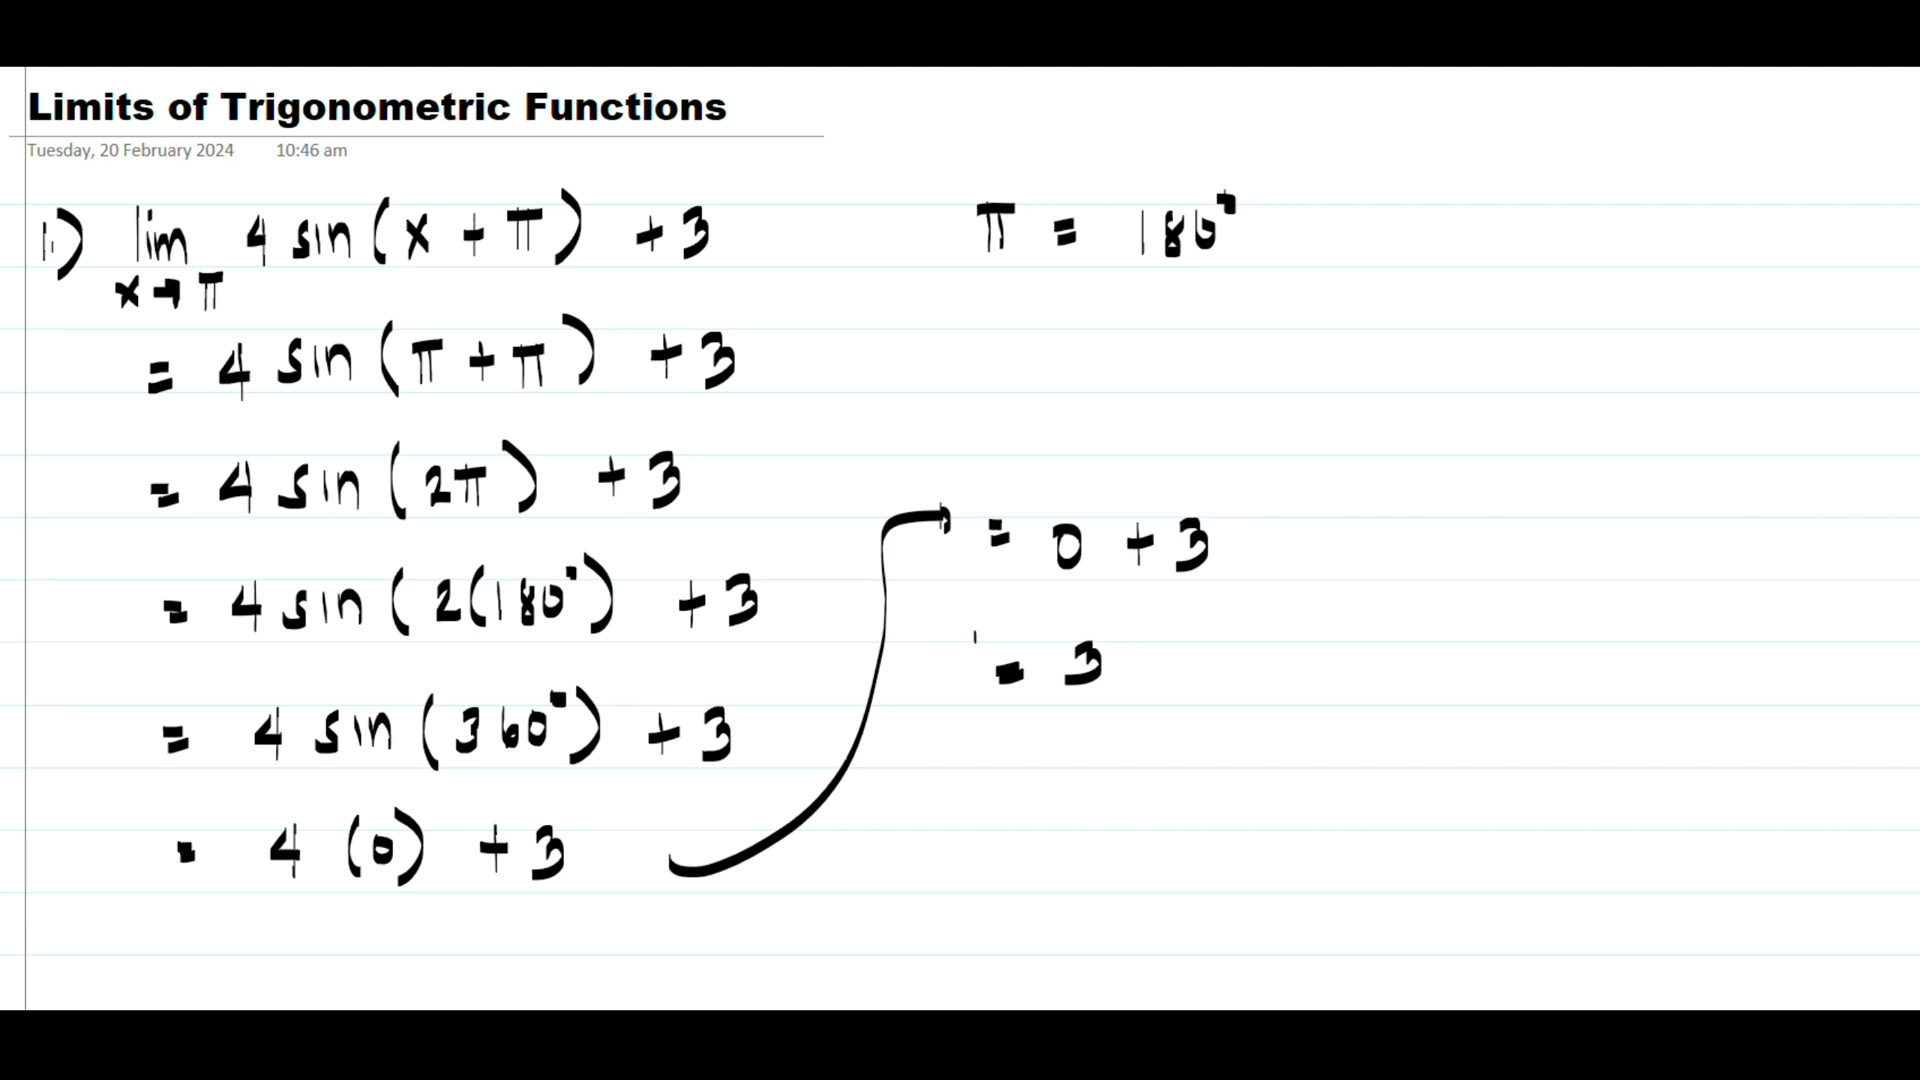 Limits of Trigonometric Functions
Tuesday, 20 February 2024 10:46 am
1.) lim 4 sin(x + π) + 3
x→π
= 4 sin(π + π) + 3
= 4 sin(2π) + 3
= 4 sin(2(180°) + 3
= 4 sin(360°) + 3
= 4(0) + 3
π = 180°
= 0 + 3
= 3